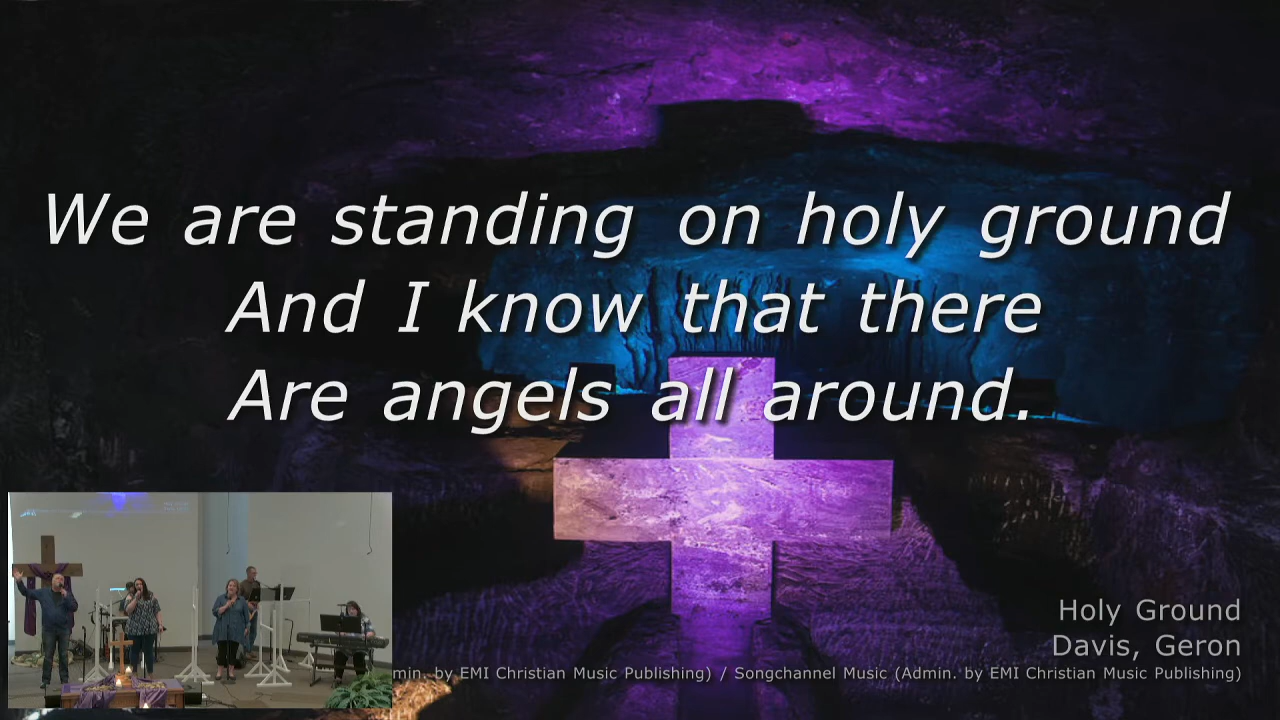 We are standing on holy ground
And I know that there
Are angels all around.
Holy Ground
Davis, Geron
by EMI Christian Music Publishing) / Songchannel Music (Admin. by EMI Christian Music Publishing)